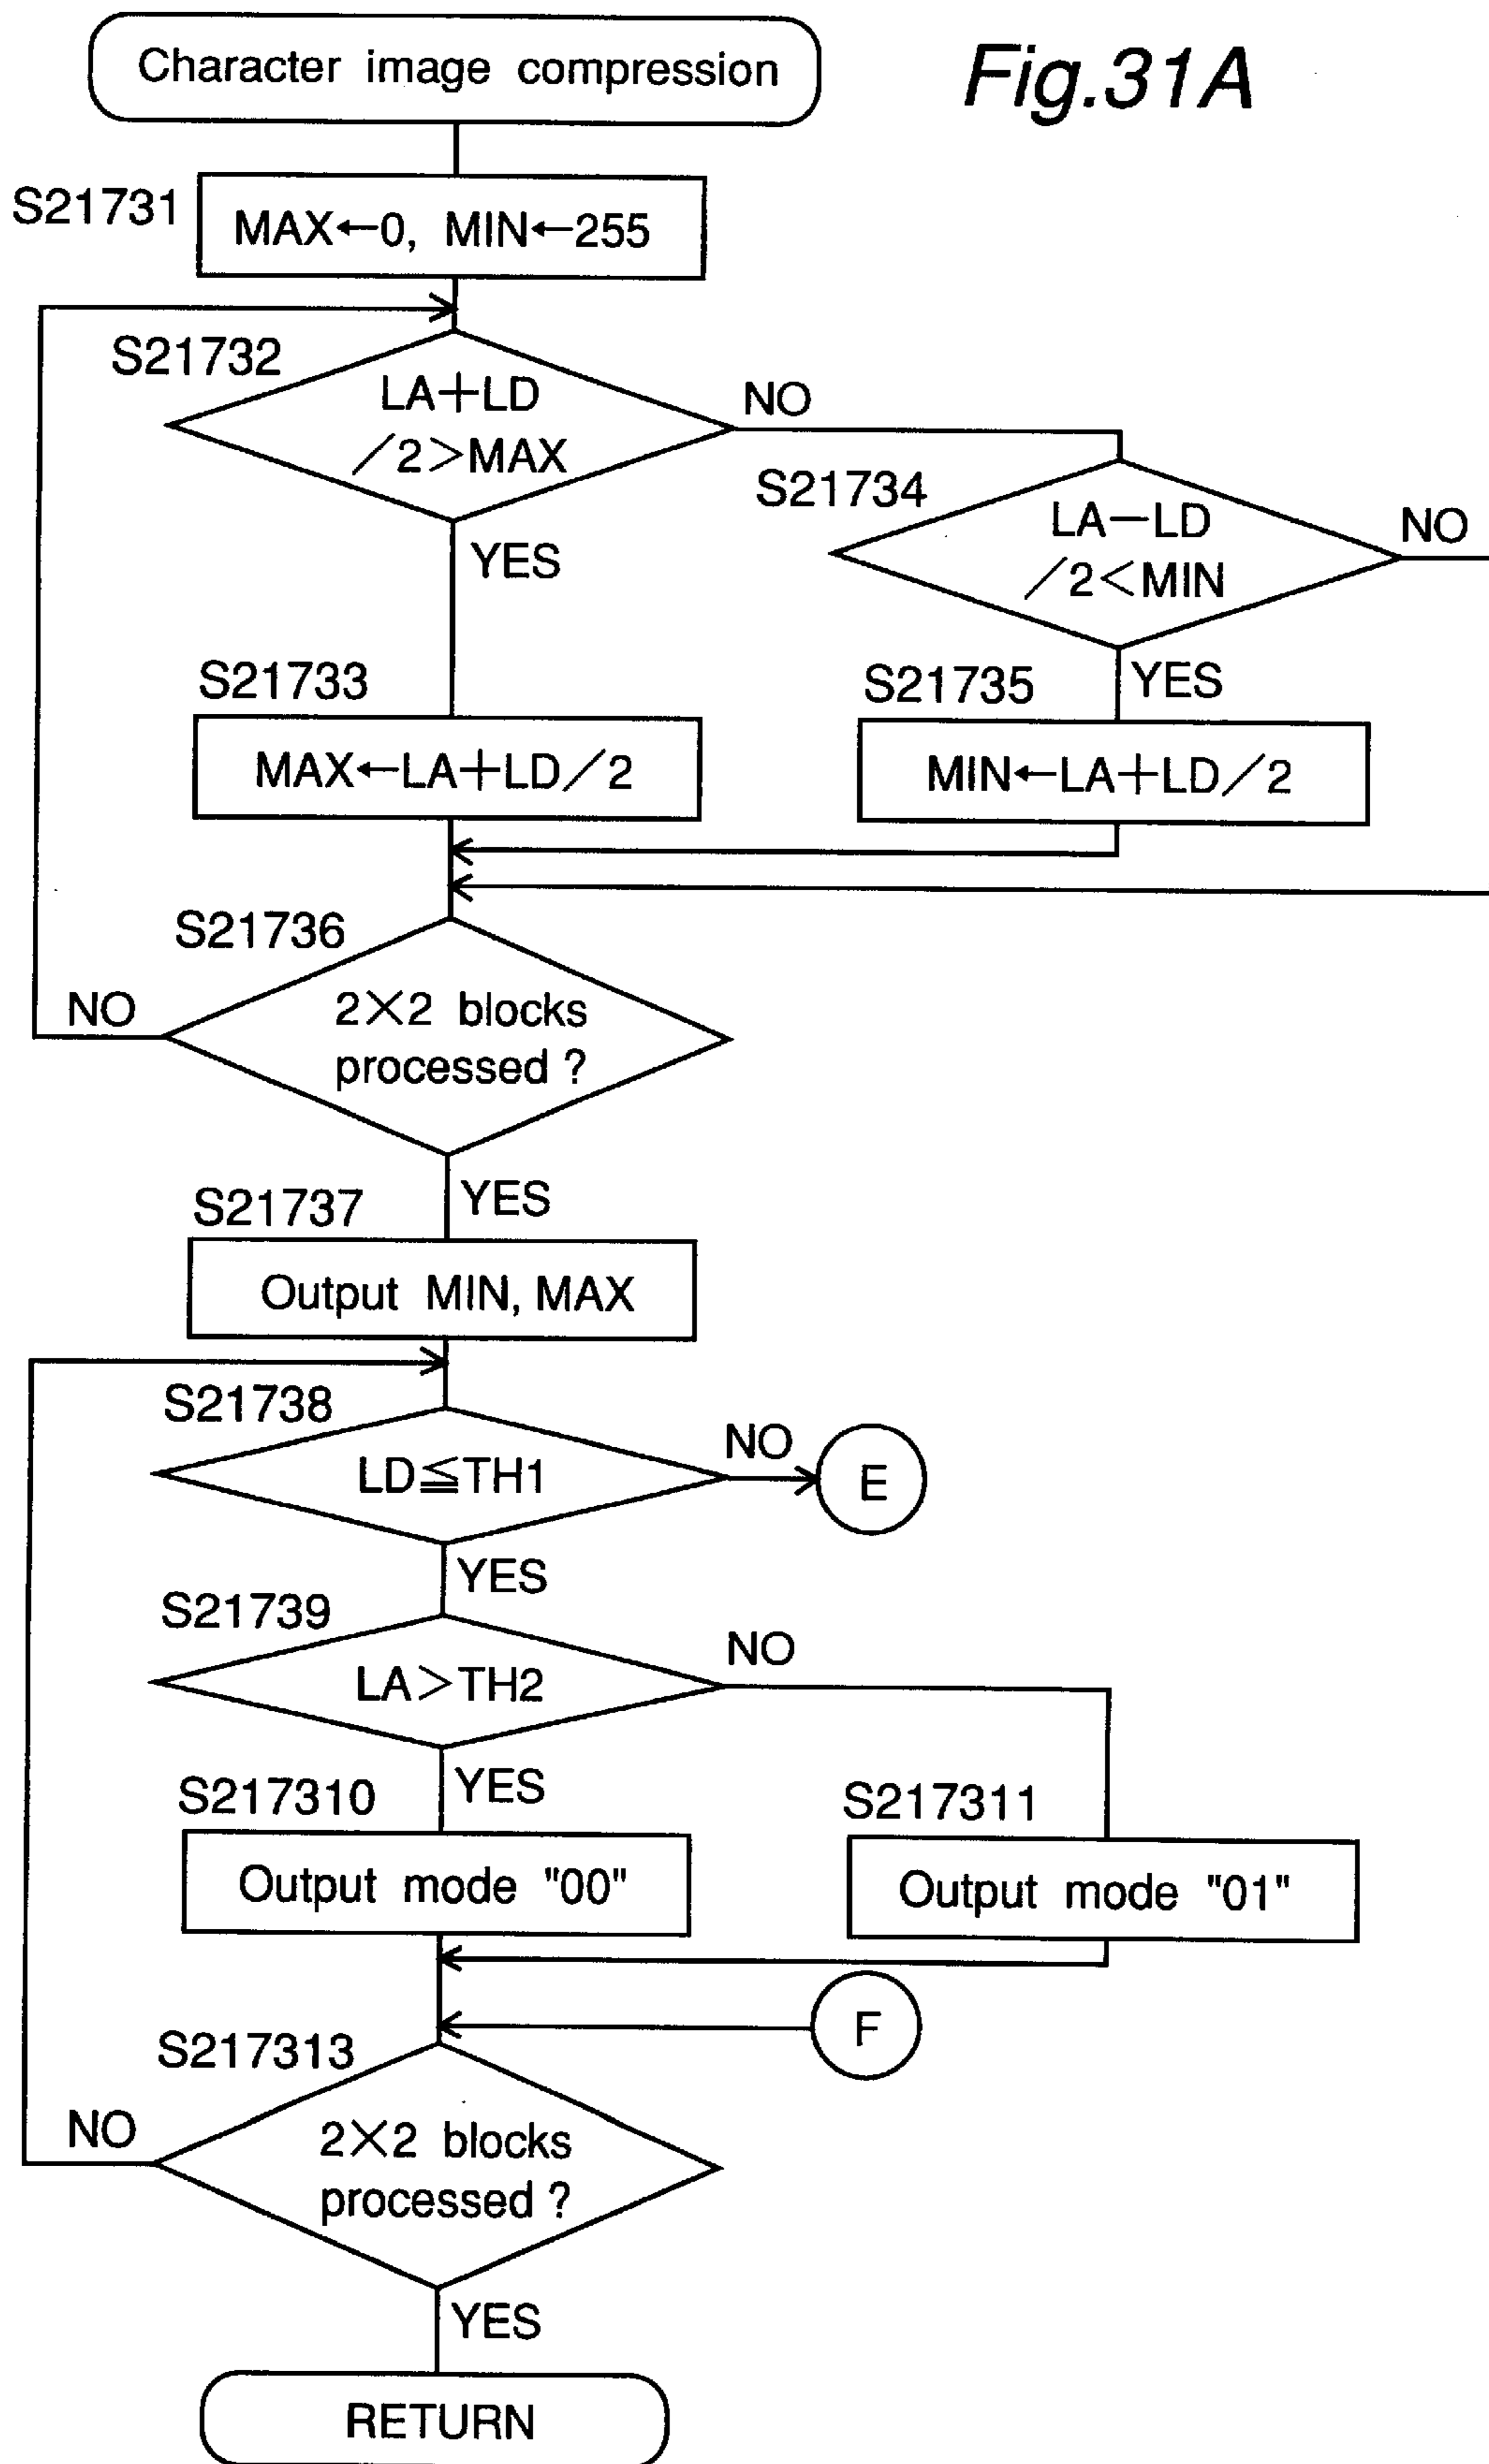 Character image compression
Fig.31A
S21731
MAX←0, MIN←255
S21732
LA+LD
/2>MAX
NO
YES
S21734
LA−LD
/2<MIN
NO
YES
S21733
MAX←LA+LD/2
S21735
MIN←LA+LD/2
S21736
2×2 blocks
processed ?
NO
YES
S21737
Output MIN, MAX
S21738
LD≦TH1
NO
E
YES
S21739
LA>TH2
NO
YES
S217310
Output mode "00"
S217311
Output mode "01"
F
S217313
2×2 blocks
processed ?
NO
YES
RETURN